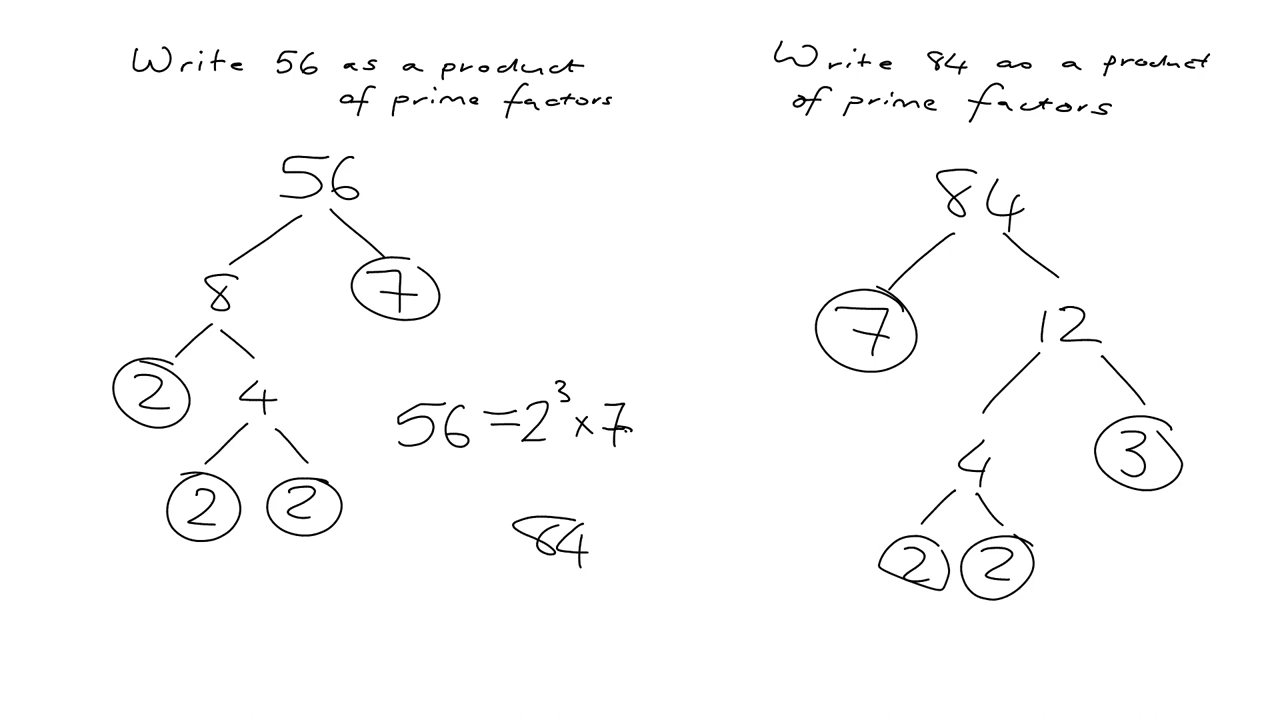 Write 56 as a product
of prime factors
56
8 7
2 4
2 2
56 = 2³ × 7
84
Write 84 as a product
of prime factors
84
7 12
4 3
2 2